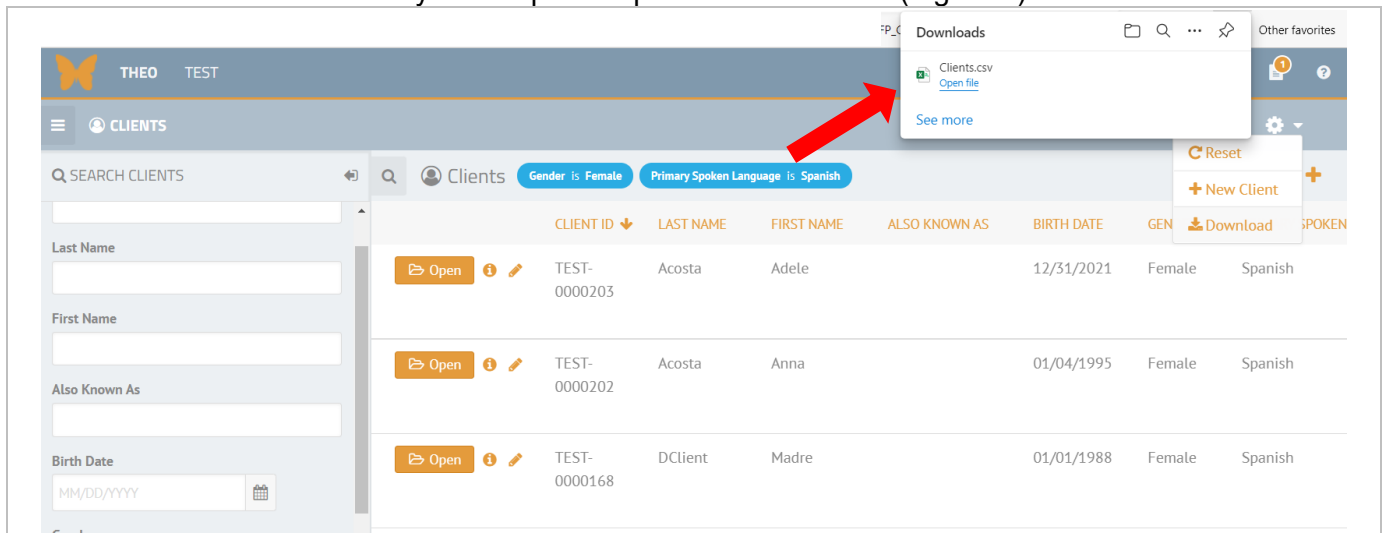 Downloads
Other favorites
Clients.csv
Open file
See more
THEO TEST
1
CLIENTS
Reset
New Client
Download
SEARCH CLIENTS
Clients Gender is Female Primary Spoken Language is Spanish
CLIENT ID LAST NAME FIRST NAME ALSO KNOWN AS BIRTH DATE GEN SPOKEN
Last Name
First Name
Also Known As
Birth Date
MM/DD/YYYY
Open TEST-0000203 Acosta Adele 12/31/2021 Female Spanish
Open TEST-0000202 Acosta Anna 01/04/1995 Female Spanish
Open TEST-0000168 DClient Madre 01/01/1988 Female Spanish